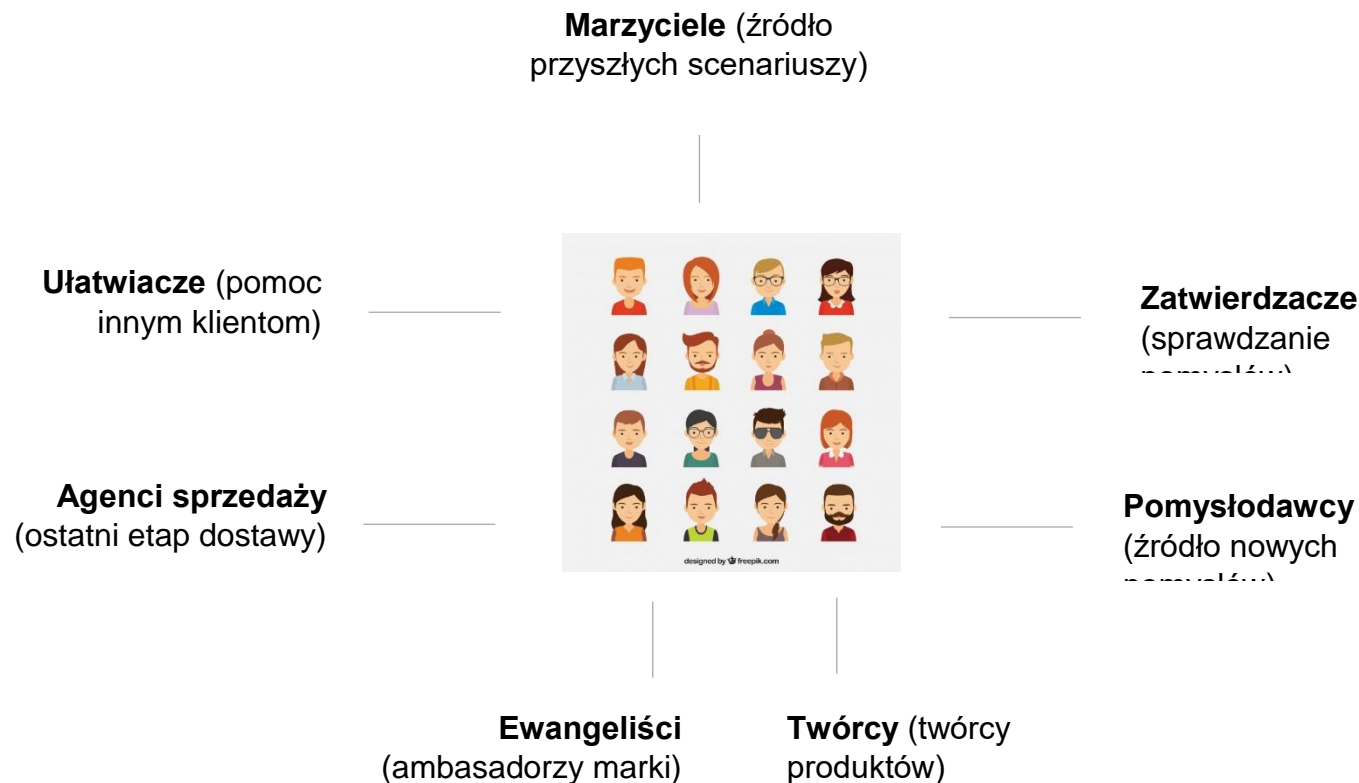 Marzyciele (źródło
przyszłych scenariuszy)
Ułatwiacze (pomoc
innym klientom)
Zatwierdzacze
(sprawdzanie
Agenci sprzedaży
(ostatni etap dostawy)
Pomysłodawcy
(źródło nowych
designed by freepik.com
Ewangeliści
(ambasadorzy marki)
Twórcy (twórcy
produktów)